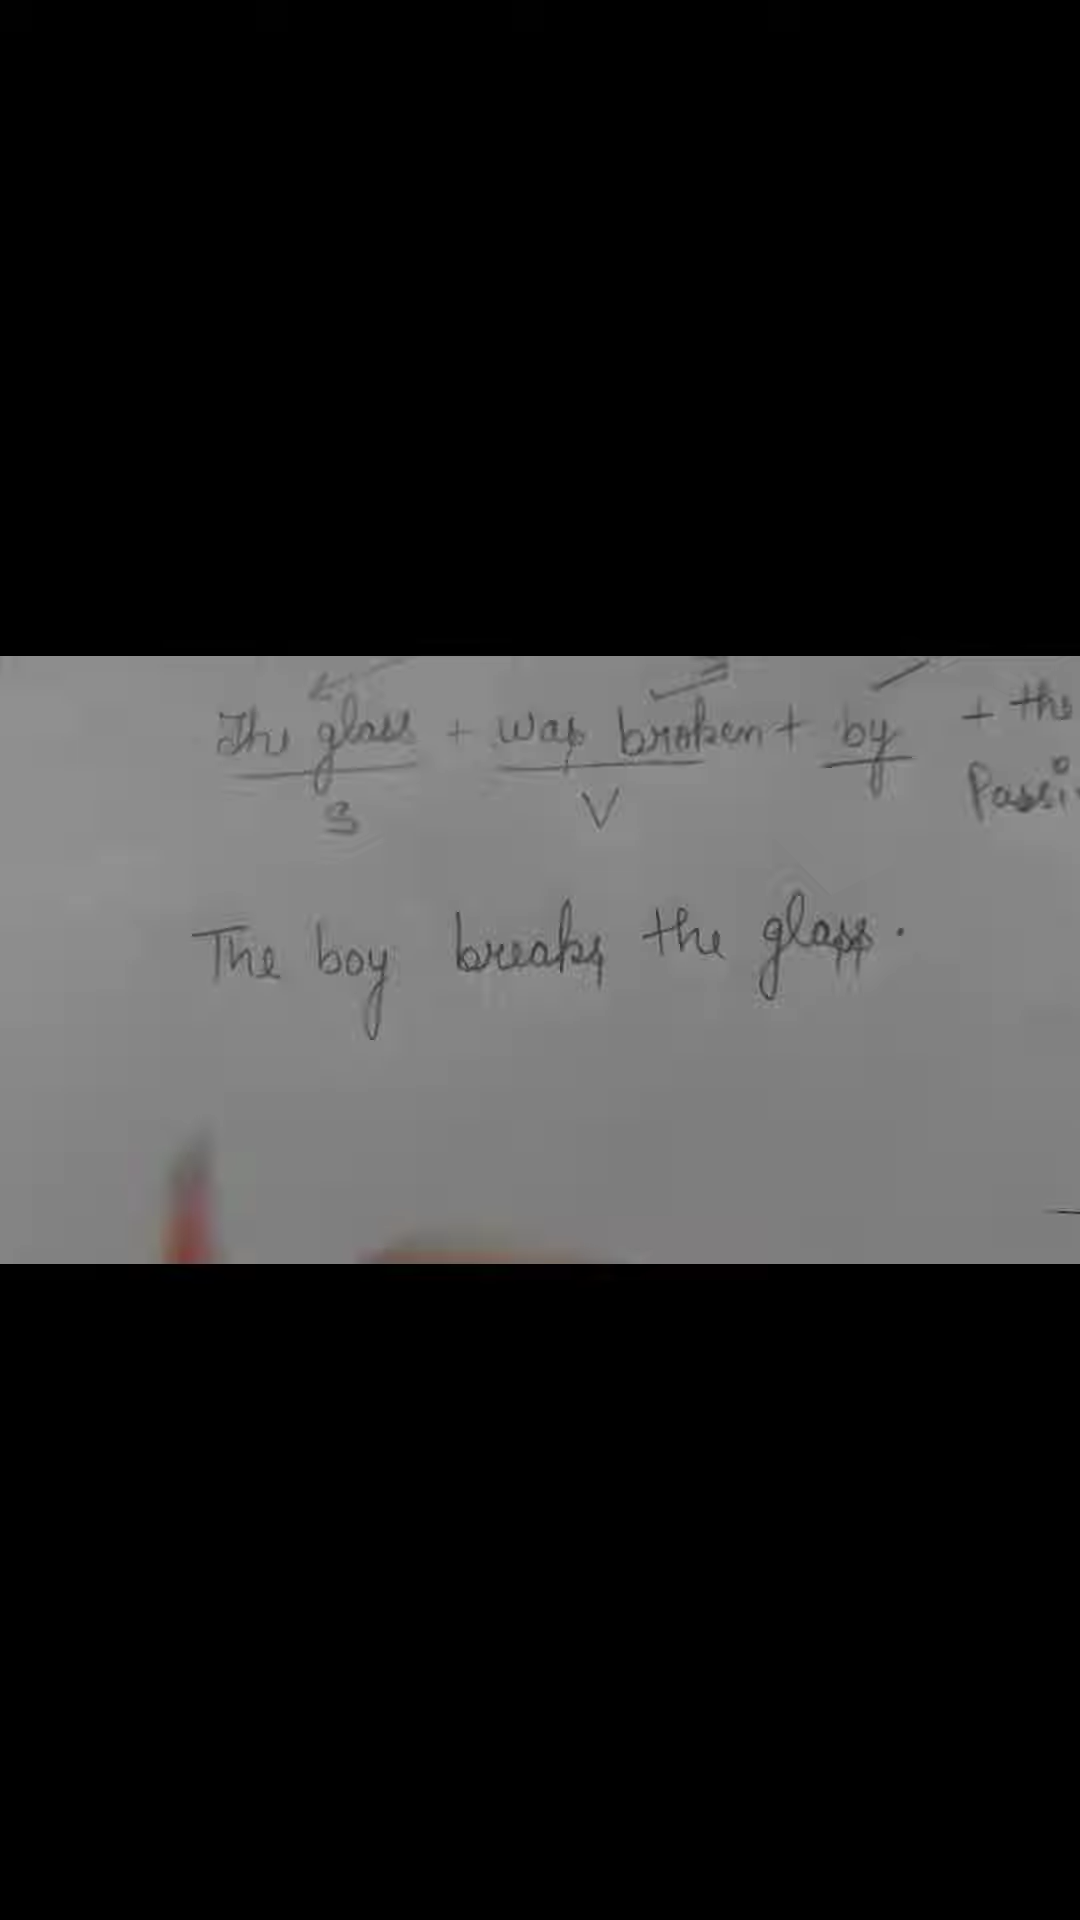 The glass + was broken + by + the
S V Passi
The boy breaks the glass.